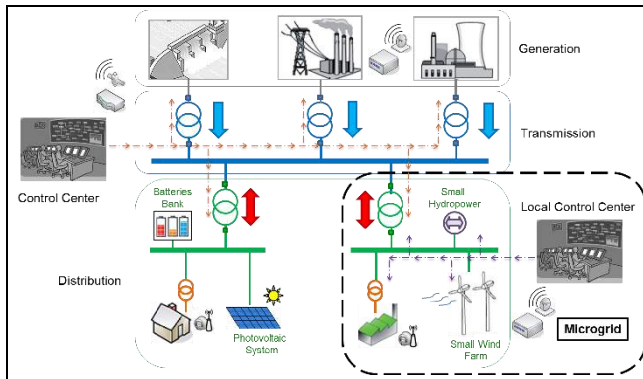 Generation
Transmission
Control Center
Batteries
Bank
Small
Hydropower
Local Control Center
Distribution
Photovoltaic
System
Small Wind
Farm
Microgrid